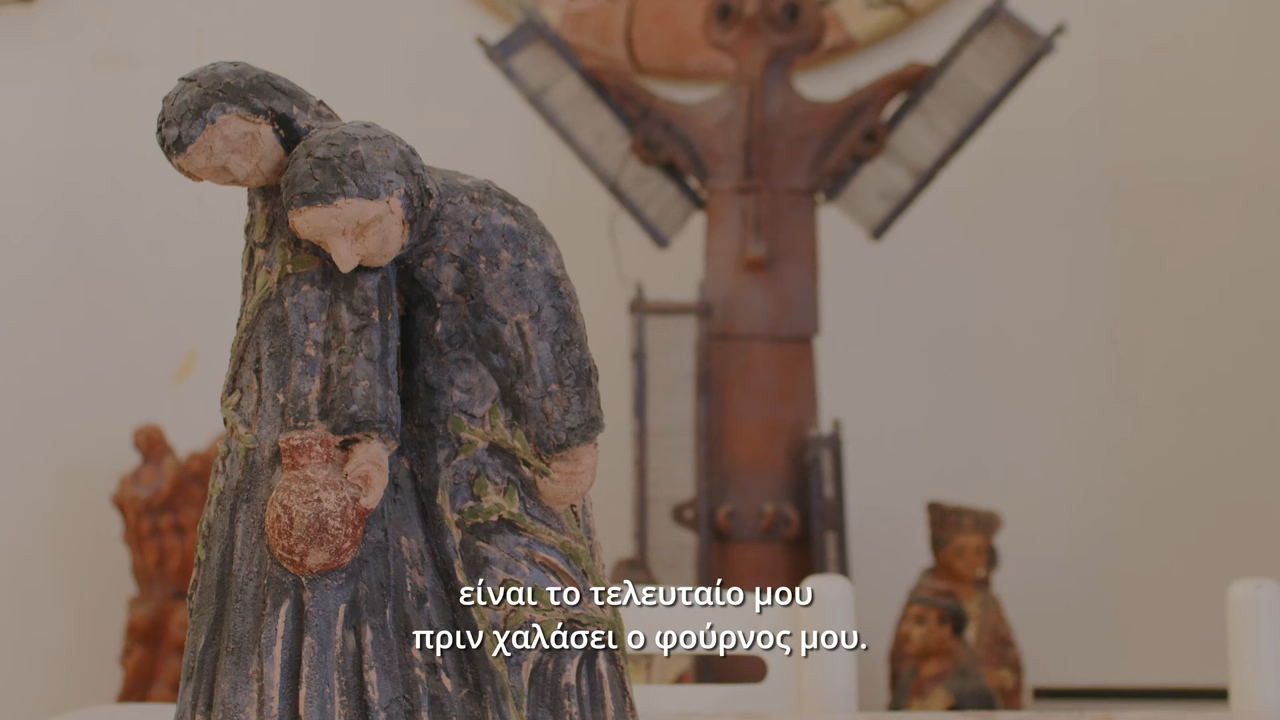 είναι το τελευταίο μου
πριν χαλάσει ο φούρνος μου.